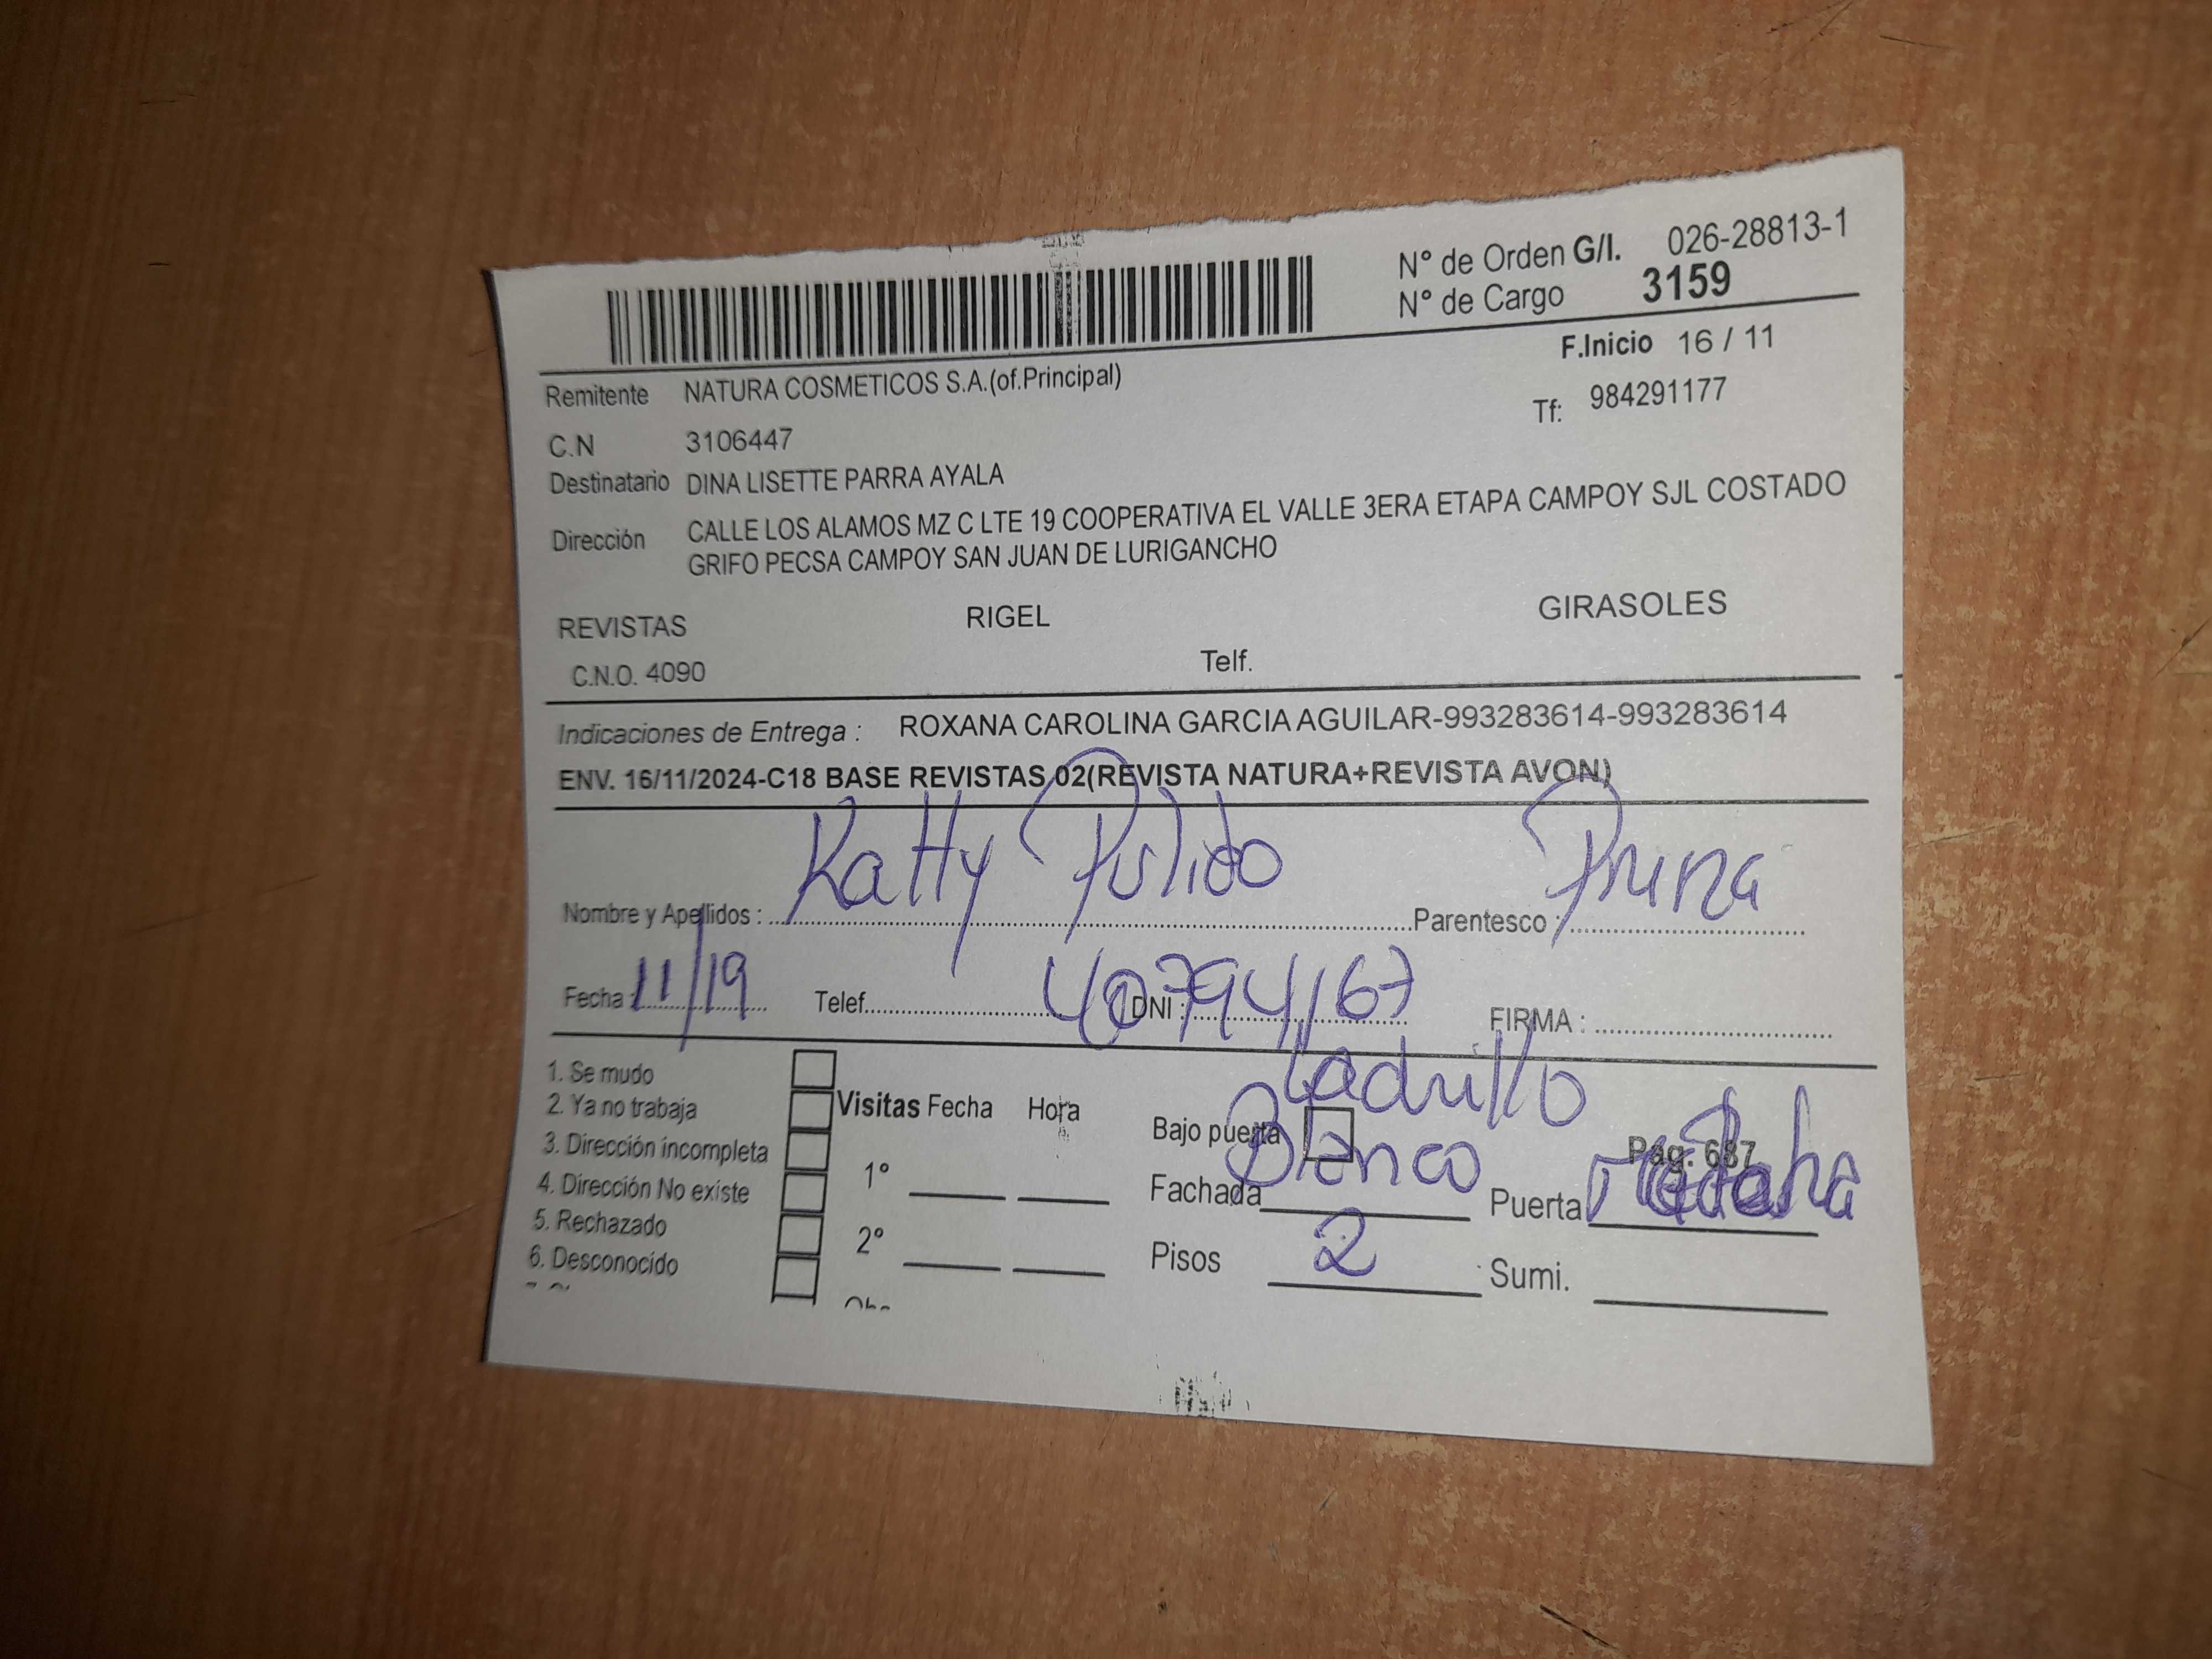 N° de Orden G/I. 026-28813-1
N° de Cargo 3159
F.Inicio 16 / 11
Remitente NATURA COSMETICOS S.A.(of.Principal)
Tf: 984291177
C.N 3106447
Destinatario DINA LISETTE PARRA AYALA
Dirección CALLE LOS ALAMOS MZ C LTE 19 COOPERATIVA EL VALLE 3ERA ETAPA CAMPOY SJL COSTADO
GRIFO PECSA CAMPOY SAN JUAN DE LURIGANCHO
REVISTAS RIGEL GIRASOLES
C.N.O. 4090 Telf.
Indicaciones de Entrega : ROXANA CAROLINA GARCIA AGUILAR-993283614-993283614
ENV. 16/11/2024-C18 BASE REVISTAS 02(REVISTA NATURA+REVISTA AVON)
Nombre y Apellidos : Katty Pulido Parentesco : Prima
Fecha : 11/19 Telef. DNI : 40794167 FIRMA :
1. Se mudo
2. Ya no trabaja
3. Dirección incompleta
4. Dirección No existe
5. Rechazado
6. Desconocido
Visitas Fecha Hora
1°
2°
Ladrillo
Bajo puerta Pag. 687
Fachada Blanco Puerta
Pisos 2 Sumi.